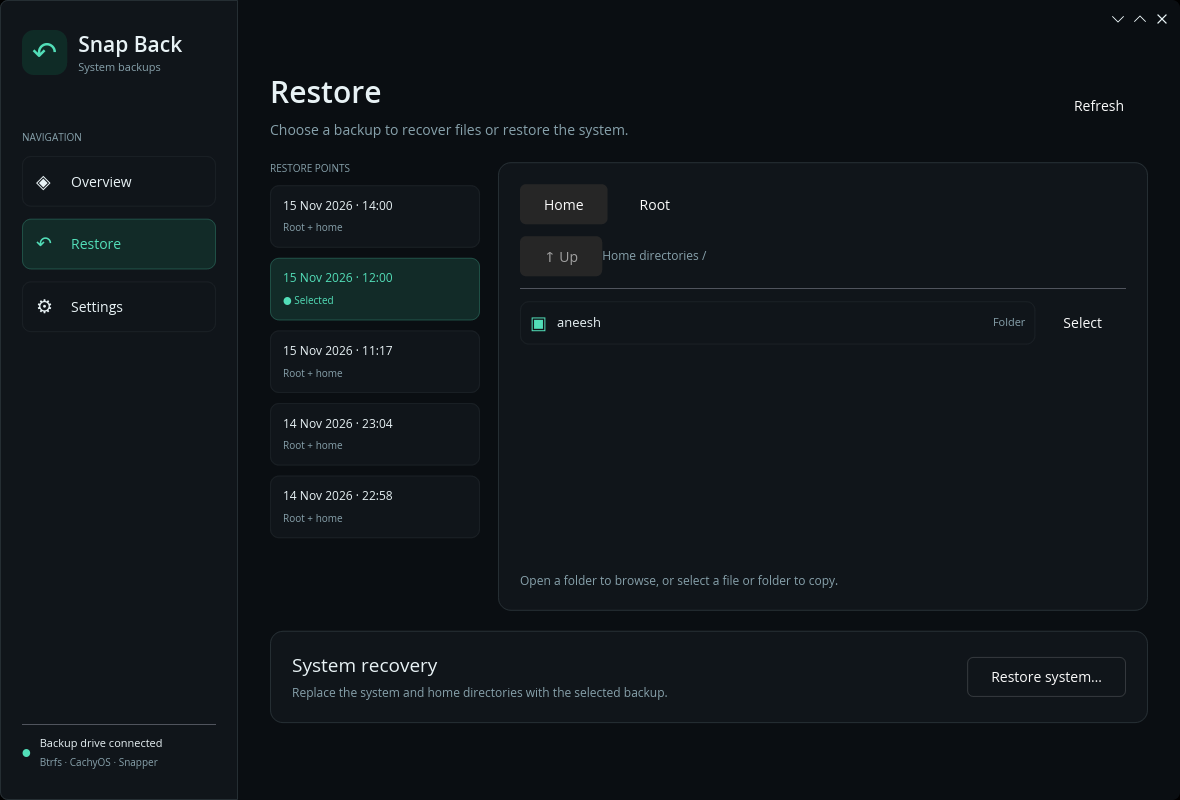 Snap Back
System backups
NAVIGATION
Overview
Restore
Settings
Backup drive connected
Btrfs · CachyOS · Snapper
Restore
Choose a backup to recover files or restore the system.
Refresh
RESTORE POINTS
15 Nov 2026 · 14:00
Root + home
15 Nov 2026 · 12:00
● Selected
15 Nov 2026 · 11:17
Root + home
14 Nov 2026 · 23:04
Root + home
14 Nov 2026 · 22:58
Root + home
Home Root
↑ Up Home directories /
aneesh Folder Select
Open a folder to browse, or select a file or folder to copy.
System recovery
Replace the system and home directories with the selected backup.
Restore system...